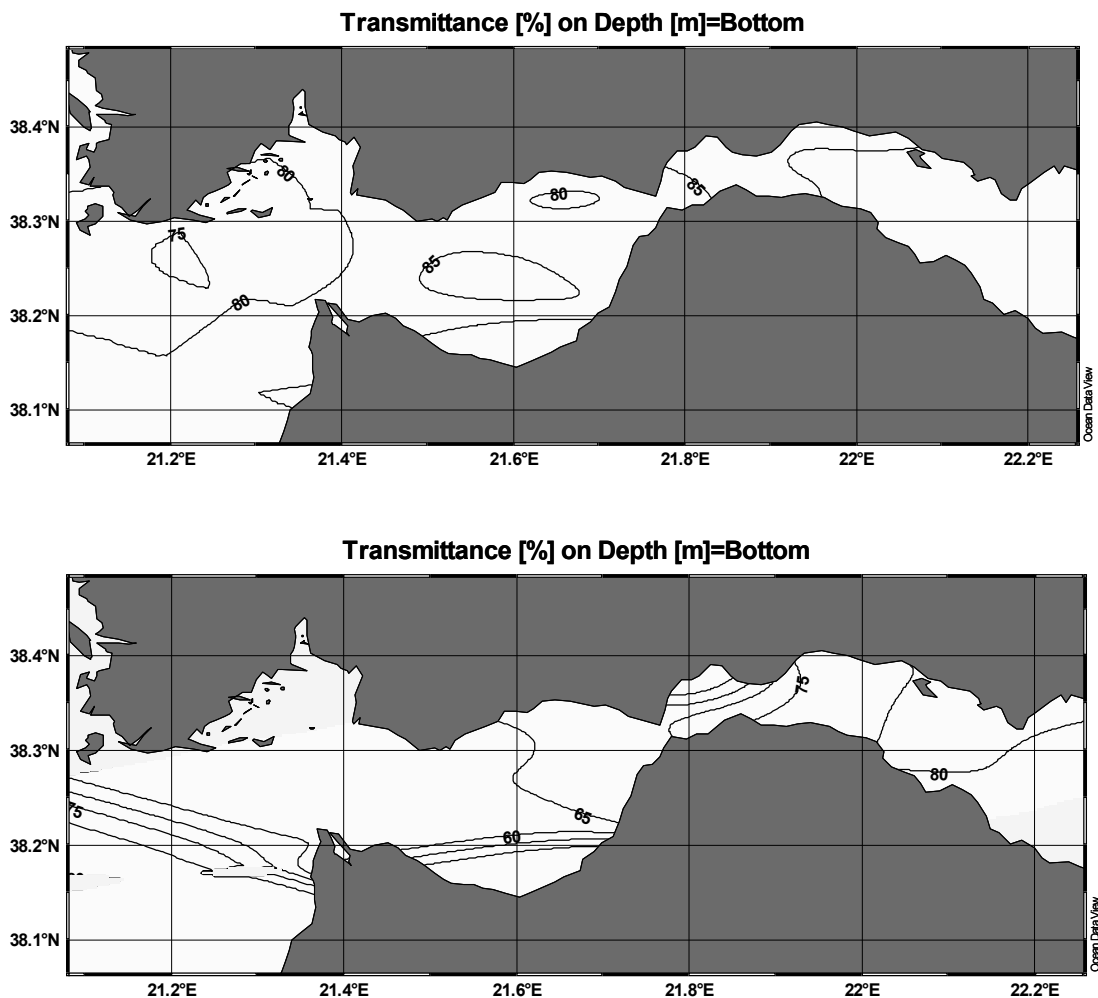 Transmittance [%] on Depth [m]=Bottom
38.4°N
38.3°N
38.2°N
38.1°N
80
75
80
85
80
85
21.2°E
21.4°E
21.6°E
21.8°E
22°E
22.2°E
Ocean Data View
Transmittance [%] on Depth [m]=Bottom
38.4°N
38.3°N
38.2°N
38.1°N
75
60
65
75
80
21.2°E
21.4°E
21.6°E
21.8°E
22°E
22.2°E
Ocean Data View